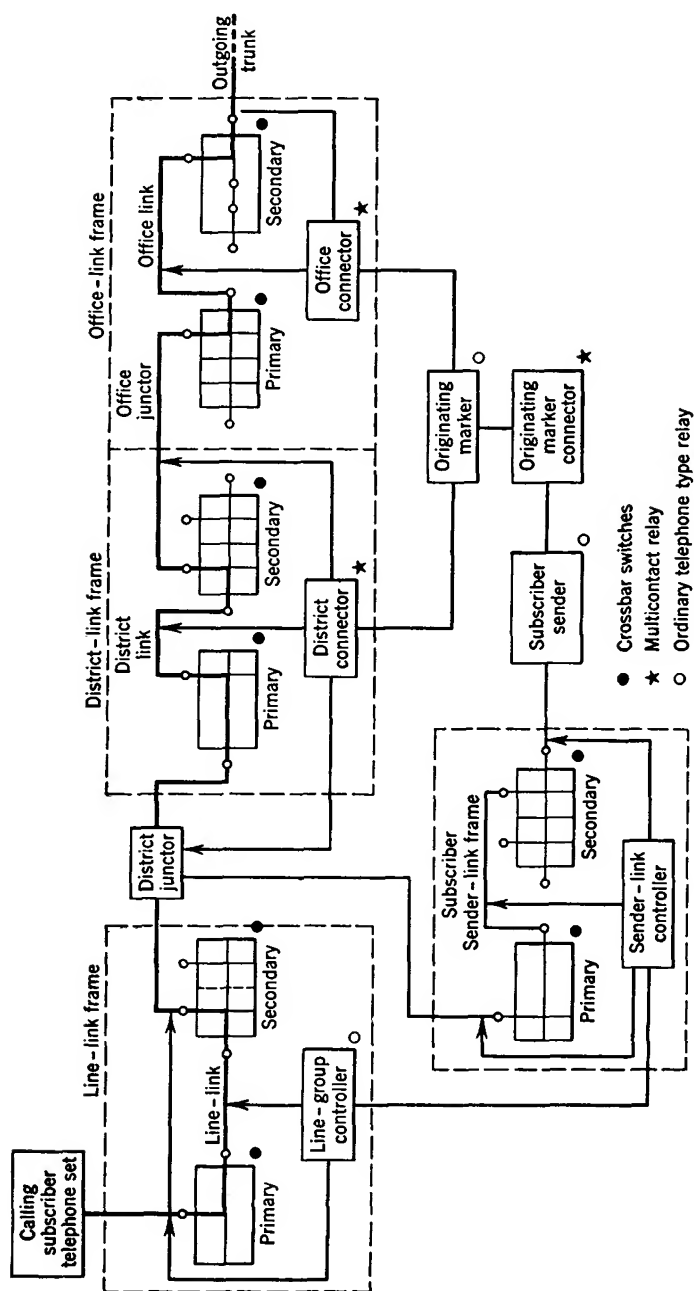 Calling
subscriber
telephone set
Line-link frame
Primary
Line-link
Secondary
Line-group
controller
District
junctor
District-link frame
District
link
Primary
Secondary
District
connector
Office
junctor
Office-link frame
Office link
Primary
Secondary
Office
connector
Outgoing
trunk
Originating
marker
Originating
marker
connector
Subscriber
sender
Subscriber
Sender-link frame
Primary
Secondary
Sender-link
controller
Crossbar switches
Multicontact relay
Ordinary telephone type relay